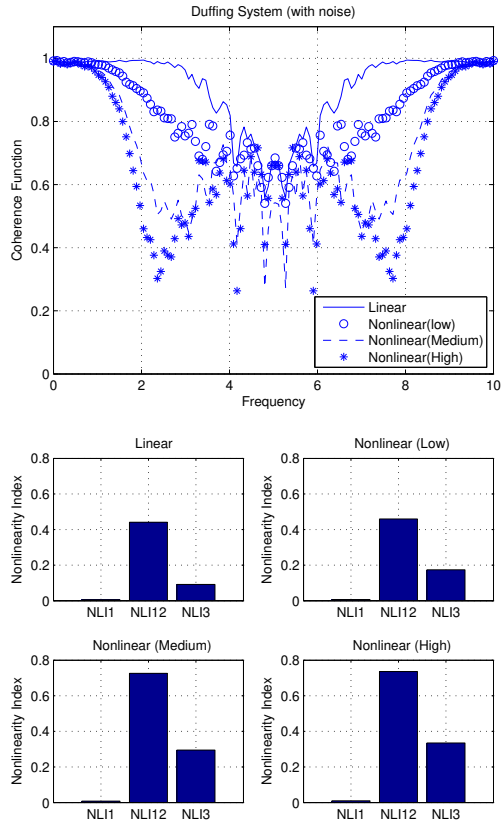 Duffing System (with noise)
1
0.8
0.6
0.4
0.2
0
Coherence Function
0 2 4 6 8 10
Frequency
Linear
Nonlinear(low)
Nonlinear(Medium)
Nonlinear(High)
Linear
0.8
0.6
0.4
0.2
0
Nonlinearity Index
NLI1 NLI12 NLI3
Nonlinear (Low)
0.8
0.6
0.4
0.2
0
Nonlinearity Index
NLI1 NLI12 NLI3
Nonlinear (Medium)
0.8
0.6
0.4
0.2
0
Nonlinearity Index
NLI1 NLI12 NLI3
Nonlinear (High)
0.8
0.6
0.4
0.2
0
Nonlinearity Index
NLI1 NLI12 NLI3